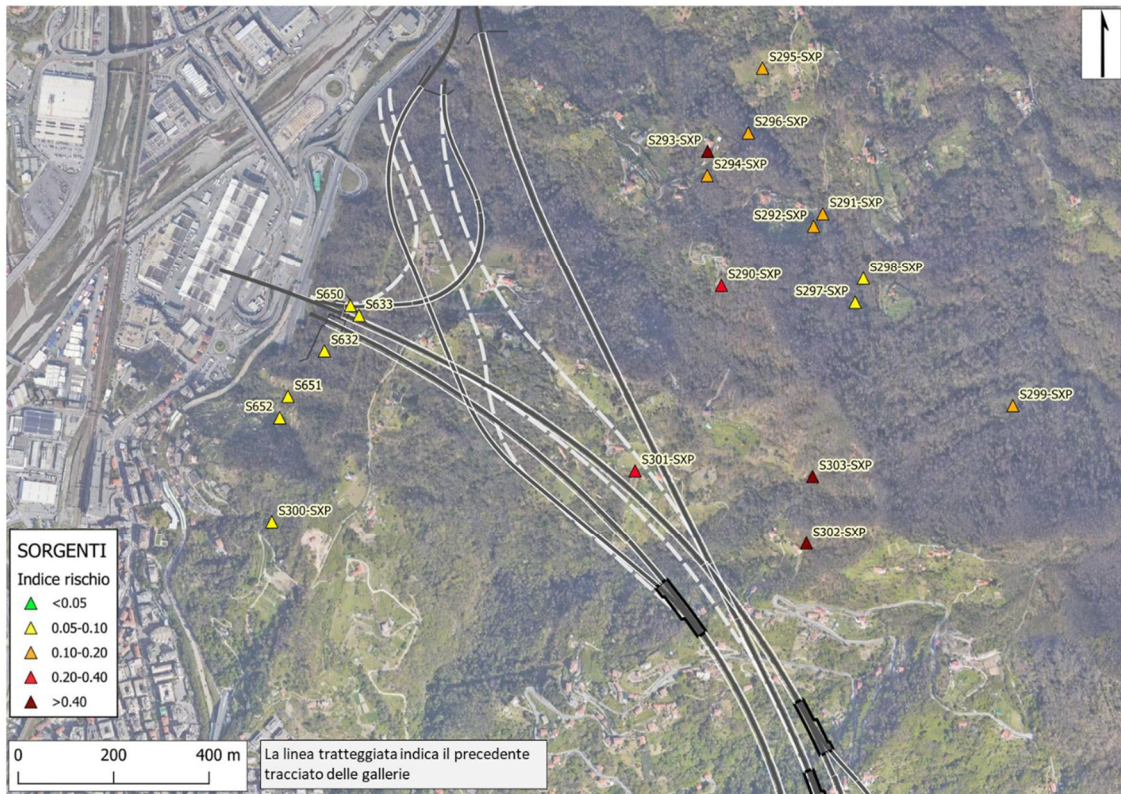 S295-SXP
S296-SXP
S293-SXP
S294-SXP
S291-SXP
S292-SXP
S290-SXP
S298-SXP
S297-SXP
S650
S633
S632
S651
S652
S299-SXP
S301-SXP
S303-SXP
S300-SXP
S302-SXP
SORGENTI
Indice rischio
<0.05
0.05-0.10
0.10-0.20
0.20-0.40
>0.40
0 200 400 m
La linea tratteggiata indica il precedente
tracciato delle gallerie